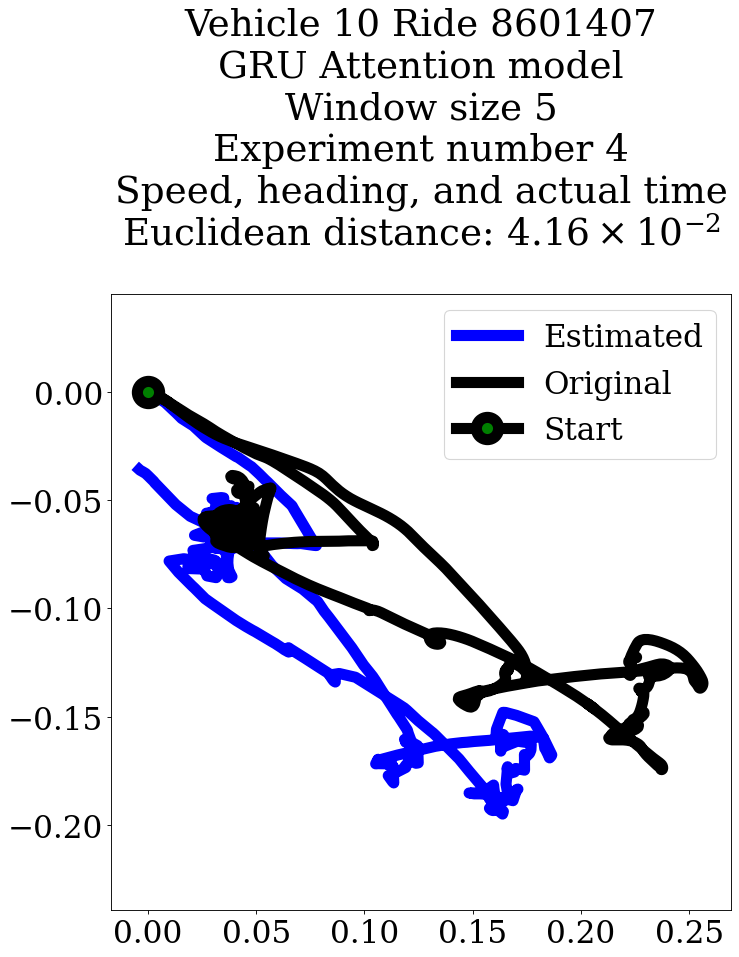 Vehicle 10 Ride 8601407
GRU Attention model
Window size 5
Experiment number 4
Speed, heading, and actual time
Euclidean distance: 4.16 × 10⁻²
Estimated
Original
Start
0.00
−0.05
−0.10
−0.15
−0.20
0.00 0.05 0.10 0.15 0.20 0.25